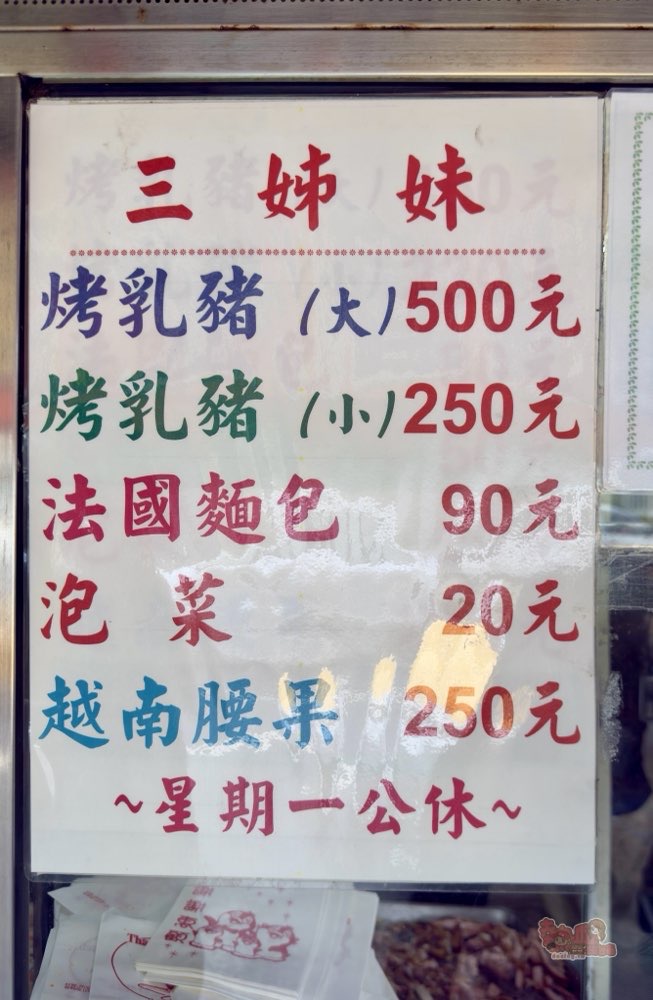 三姊妹
烤乳豬(大)500元
烤乳豬(小)250元
法國麵包 90元
泡菜 20元
越南腰果 250元
~星期一公休~